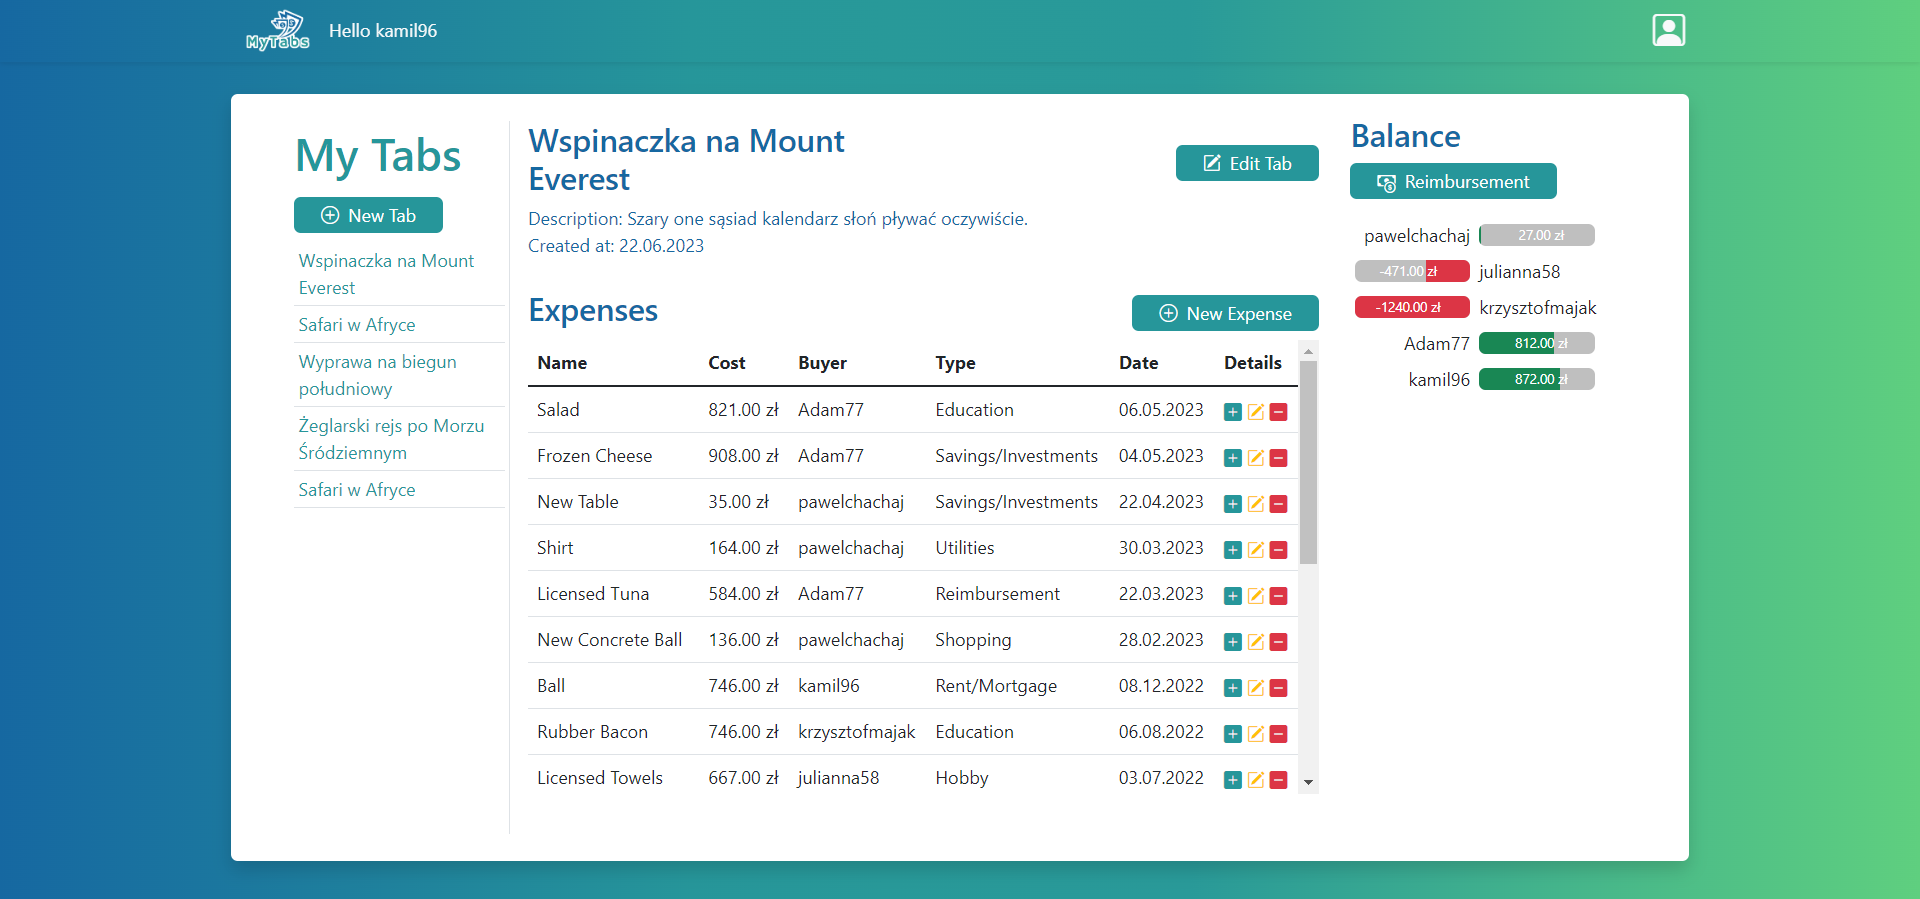 MyTabs
Hello kamil96
My Tabs
New Tab
Wspinaczka na Mount
Everest
Safari w Afryce
Wyprawa na biegun
południowy
Żeglarski rejs po Morzu
Śródziemnym
Safari w Afryce
Wspinaczka na Mount
Everest
Edit Tab
Description: Szary one sąsiad kalendarz słoń pływać oczywiście.
Created at: 22.06.2023
Expenses
New Expense
Name Cost Buyer Type Date Details
Salad 821.00 zł Adam77 Education 06.05.2023
Frozen Cheese 908.00 zł Adam77 Savings/Investments 04.05.2023
New Table 35.00 zł pawelchachaj Savings/Investments 22.04.2023
Shirt 164.00 zł pawelchachaj Utilities 30.03.2023
Licensed Tuna 584.00 zł Adam77 Reimbursement 22.03.2023
New Concrete Ball 136.00 zł pawelchachaj Shopping 28.02.2023
Ball 746.00 zł kamil96 Rent/Mortgage 08.12.2022
Rubber Bacon 746.00 zł krzysztofmajak Education 06.08.2022
Licensed Towels 667.00 zł julianna58 Hobby 03.07.2022
Balance
Reimbursement
pawelchachaj 27.00 zł
-471.00 zł julianna58
-1240.00 zł krzysztofmajak
Adam77 812.00 zł
kamil96 872.00 zł